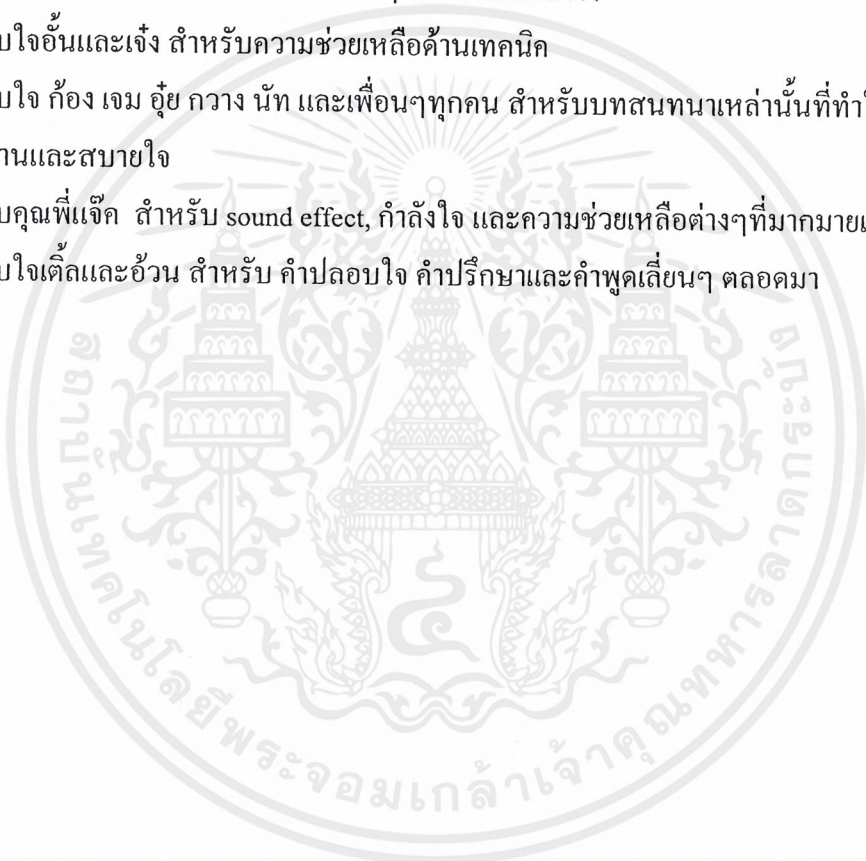 บใจอั้นและเจ๋ง สำหรับความช่วยเหลือด้านเทคนิค
บใจ ก้อง เจม อุ๋ย กวาง นัท และเพื่อนๆทุกคน สำหรับบทสนทนาเหล่านั้นที่ทำ
านและสบายใจ
บคุณพี่แจ๊ค สำหรับ sound effect, กำลังใจ และความช่วยเหลือต่างๆที่มากมาย
บใจเติ้ลและอ้วน สำหรับ คำปลอบใจ คำปรึกษาและคำพูดเลี่ยนๆ ตลอดมา
สถาบันเทคโนโลยีพระจอมเกล้าเจ้าคุณทหารลาดกระบัง